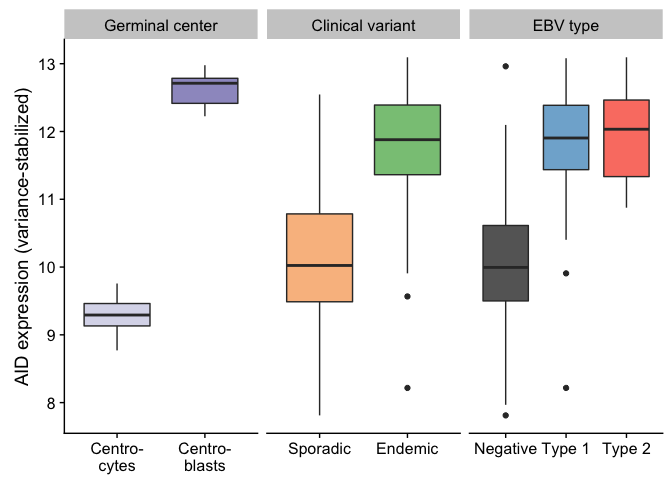 Germinal center
Clinical variant
EBV type
AID expression (variance-stabilized)
13
12
11
10
9
8
Centro-
cytes
Centro-
blasts
Sporadic
Endemic
Negative
Type 1
Type 2